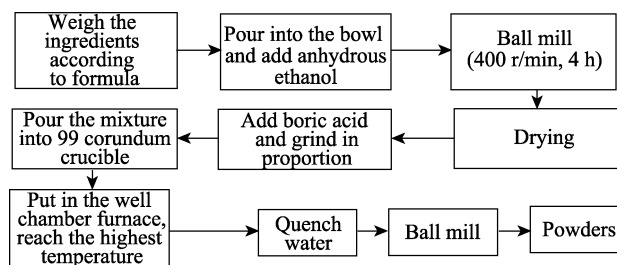 Weigh the
ingredients
according
to formula
Pour into the bowl
and add anhydrous
ethanol
Ball mill
(400 r/min, 4 h)
Drying
Add boric acid
and grind in
proportion
Pour the mixture
into 99 corundum
crucible
Put in the well
chamber furnace,
reach the highest
temperature
Quench
water
Ball mill
Powders